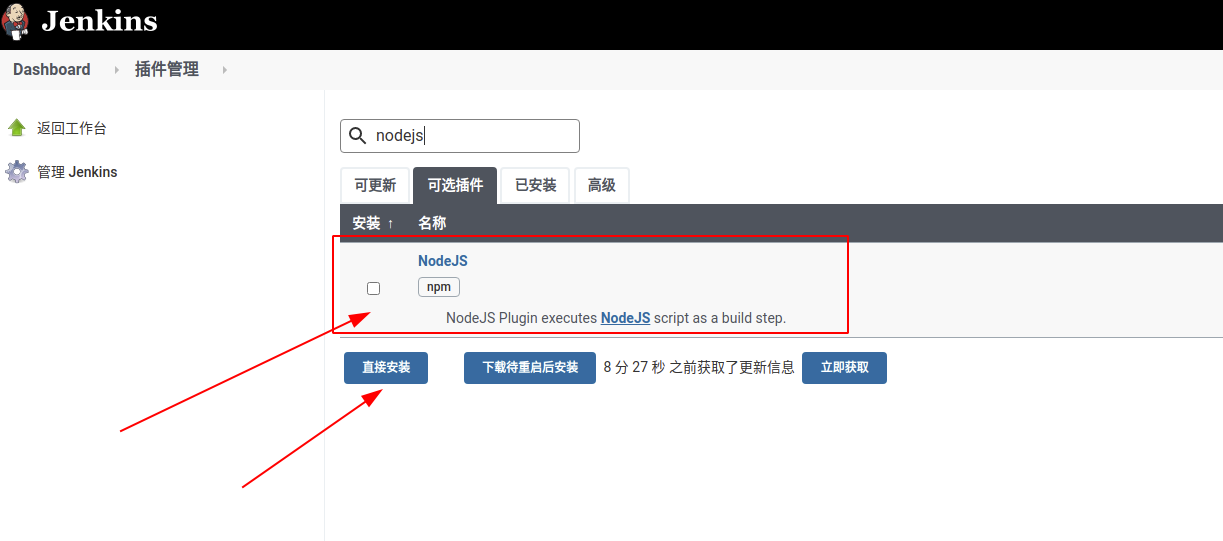 Jenkins
Dashboard 插件管理
返回工作台
管理 Jenkins
nodejs
可更新 可选插件 已安装 高级
安装 ↑ 名称
NodeJS
npm
NodeJS Plugin executes NodeJS script as a build step.
直接安装 下载待重启后安装 8 分 27 秒 之前获取了更新信息 立即获取